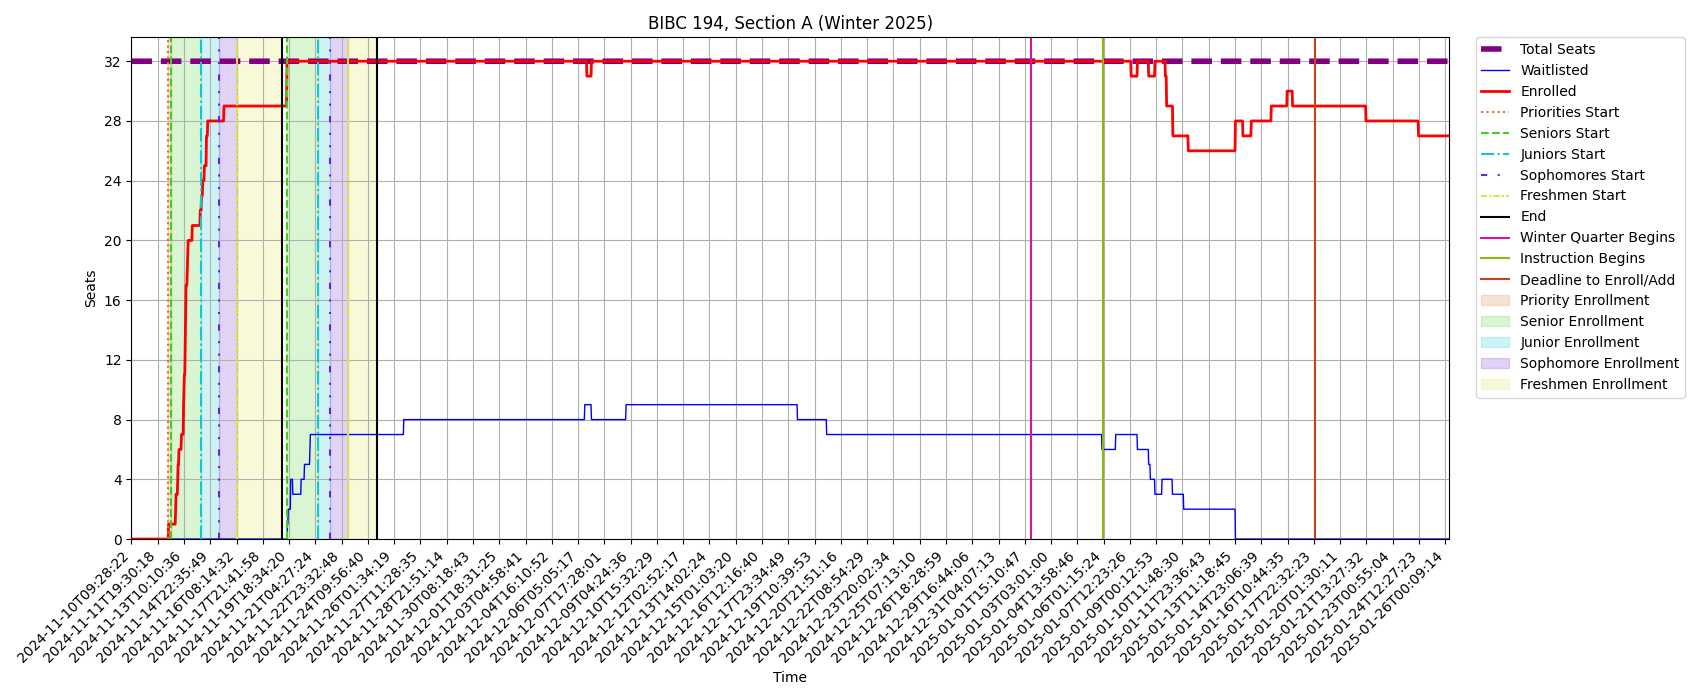 BIBC 194, Section A (Winter 2025)
Seats
32
28
24
20
16
12
8
4
0
2024-11-10T09:28:22
2024-11-11T19:30:18
2024-11-13T10:10:36
2024-11-14T22:35:49
2024-11-16T08:14:32
2024-11-17T21:41:58
2024-11-19T18:34:20
2024-11-21T04:27:24
2024-11-22T23:32:48
2024-11-24T09:56:40
2024-11-26T01:34:19
2024-11-27T11:28:35
2024-11-28T21:51:14
2024-11-30T08:18:43
2024-12-01T18:31:25
2024-12-03T04:58:41
2024-12-04T16:10:52
2024-12-06T05:05:17
2024-12-07T17:28:01
2024-12-09T04:24:36
2024-12-10T15:32:29
2024-12-12T02:52:17
2024-12-13T14:02:24
2024-12-15T01:03:20
2024-12-16T12:16:40
2024-12-17T23:34:49
2024-12-19T10:39:53
2024-12-20T21:51:16
2024-12-22T08:54:29
2024-12-23T20:02:34
2024-12-25T07:13:10
2024-12-26T18:28:59
2024-12-29T16:44:06
2024-12-31T04:07:13
2025-01-01T15:10:47
2025-01-03T03:01:00
2025-01-04T13:58:46
2025-01-06T01:15:24
2025-01-07T12:23:26
2025-01-09T00:12:53
2025-01-10T11:48:30
2025-01-11T23:36:43
2025-01-13T11:18:45
2025-01-14T23:06:39
2025-01-16T10:44:35
2025-01-17T22:32:23
2025-01-20T01:30:11
2025-01-21T13:27:32
2025-01-23T00:55:04
2025-01-24T12:27:23
2025-01-26T00:09:14
Time
Total Seats
Waitlisted
Enrolled
Priorities Start
Seniors Start
Juniors Start
Sophomores Start
Freshmen Start
End
Winter Quarter Begins
Instruction Begins
Deadline to Enroll/Add
Priority Enrollment
Senior Enrollment
Junior Enrollment
Sophomore Enrollment
Freshmen Enrollment